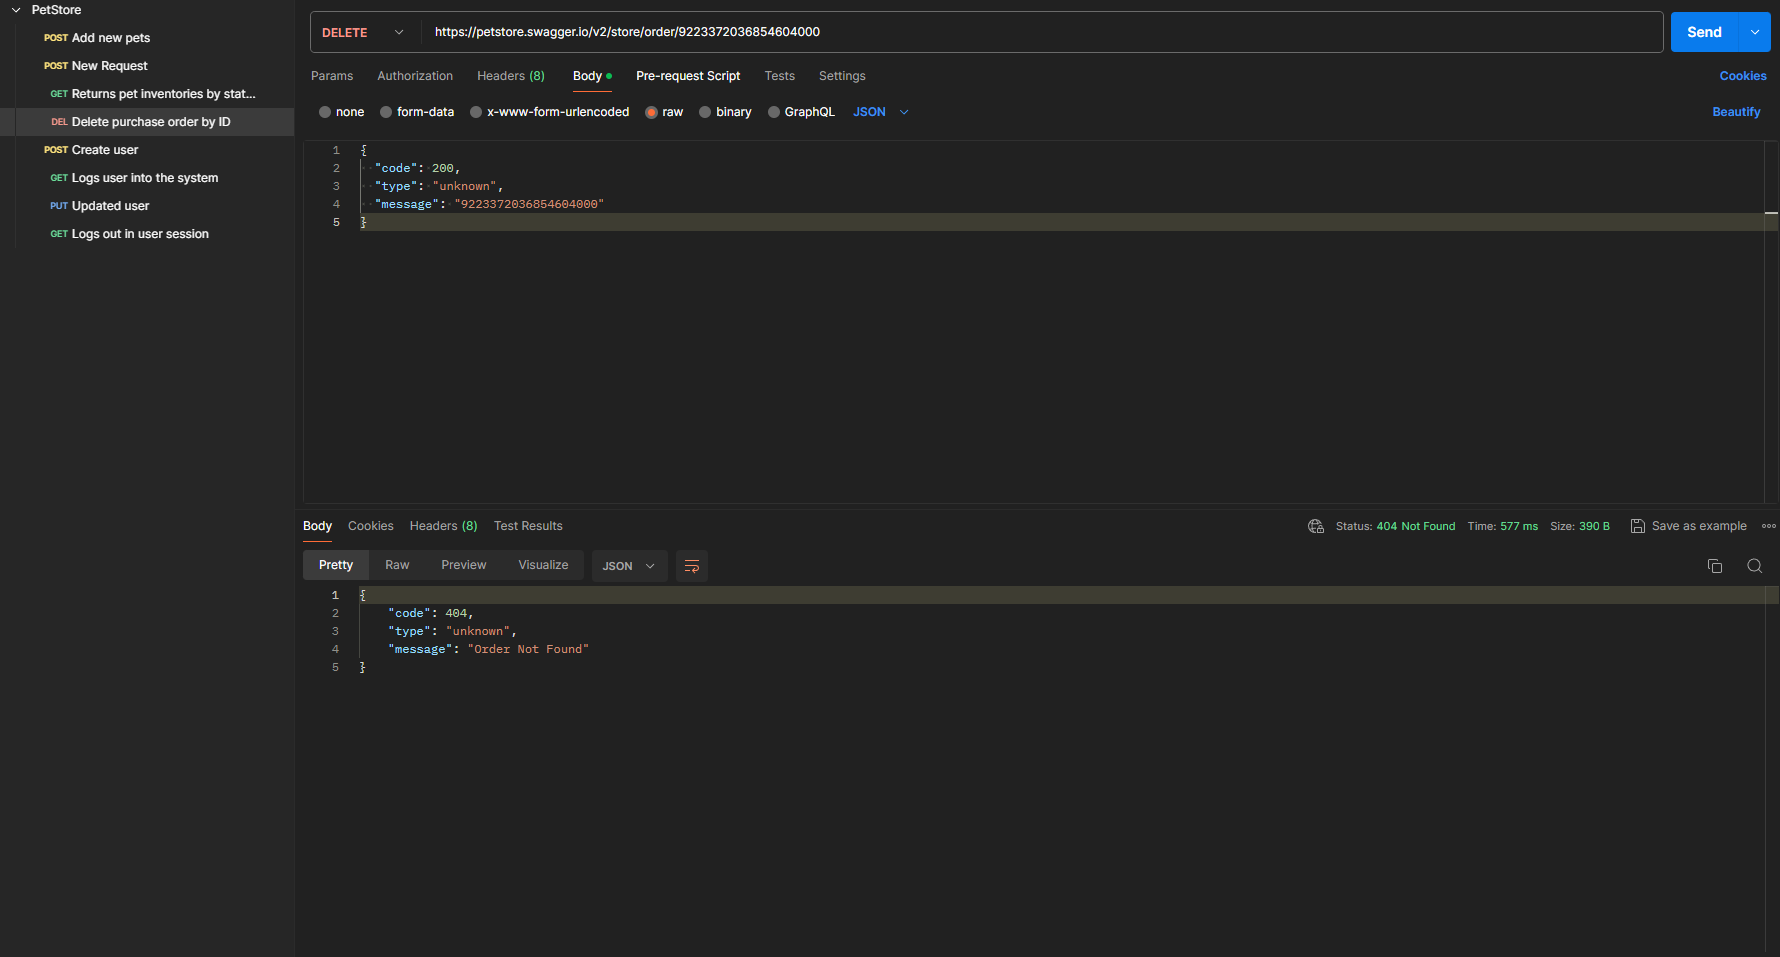 PetStore
POST Add new pets
POST New Request
GET Returns pet inventories by stat...
DEL Delete purchase order by ID
POST Create user
GET Logs user into the system
PUT Updated user
GET Logs out in user session
DELETE https://petstore.swagger.io/v2/store/order/9223372036854604000 Send
Params Authorization Headers (8) Body Pre-request Script Tests Settings Cookies
none form-data x-www-form-urlencoded raw binary GraphQL JSON Beautify
1 {
2 "code": 200,
3 "type": "unknown",
4 "message": "9223372036854604000"
5 }
Body Cookies Headers (8) Test Results Status: 404 Not Found Time: 577 ms Size: 390 B Save as example
Pretty Raw Preview Visualize JSON
1 {
2 "code": 404,
3 "type": "unknown",
4 "message": "Order Not Found"
5 }